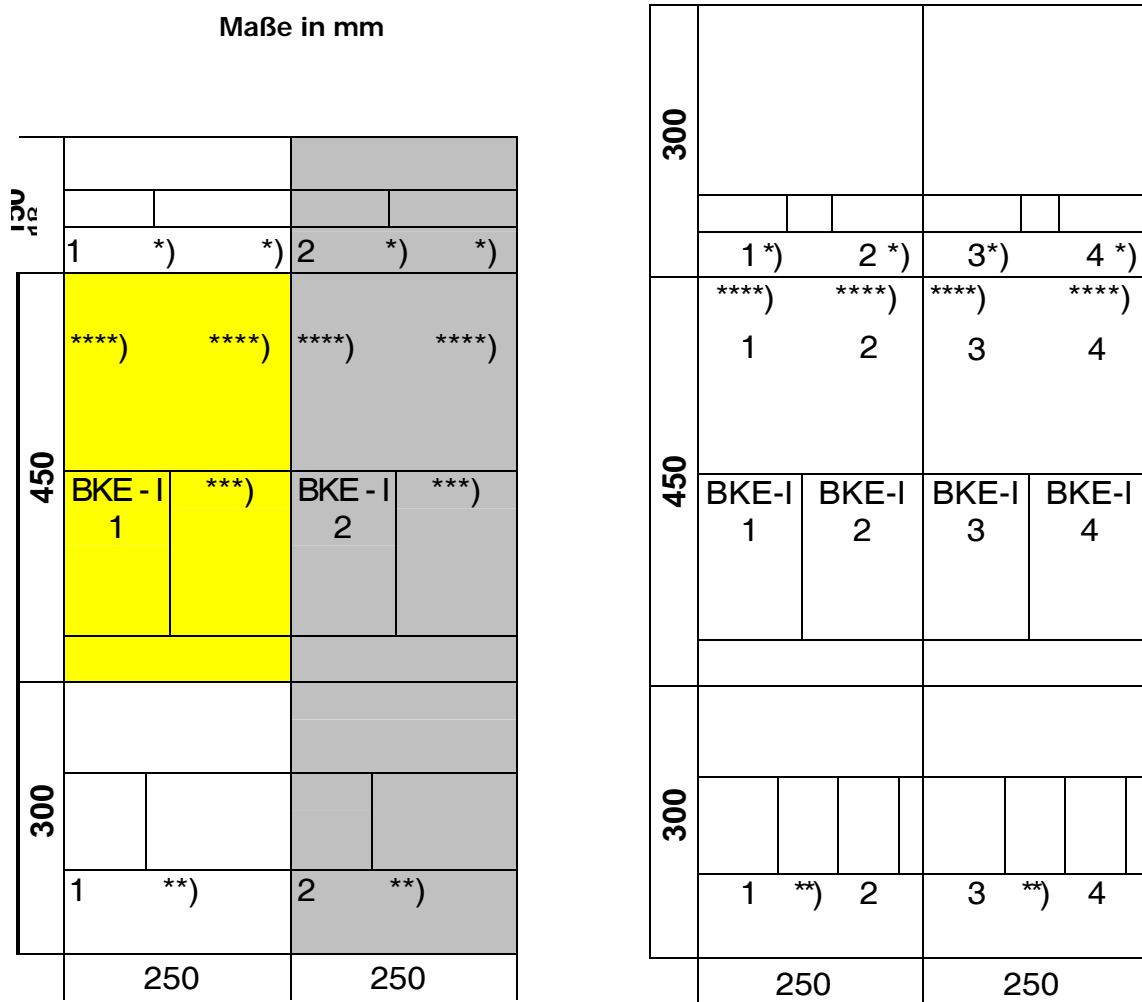 Maße in mm
150
1 *) *) 2 *) *)
450
****) ****) ****) ****)
BKE - I ***) BKE - I ***)
1 2
300
1 **) 2 **)
250 250
300
1 *) 2 *) 3*) 4 *)
450
****) ****) ****) ****)
1 2 3 4
BKE-I BKE-I BKE-I BKE-I
1 2 3 4
300
1 **) 2 3 **) 4
250 250